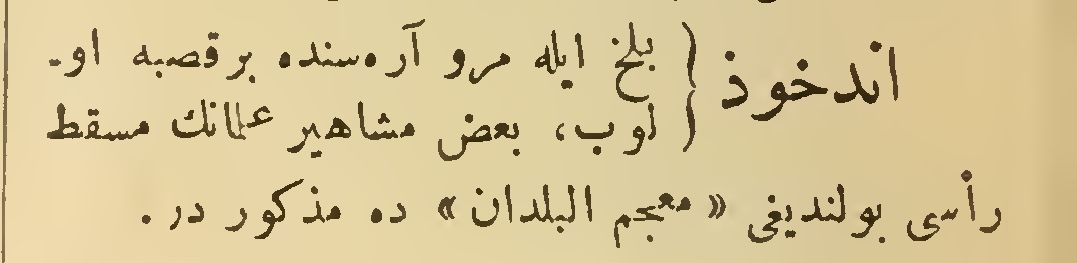 اندخوذ { بلخ ایله مرو آره‌سنده بر قصبه او-
{ لوب، بعض مشاهیر علمانك مسقط
رأسی بولندیغی « معجم البلدان » ده مذكور در .